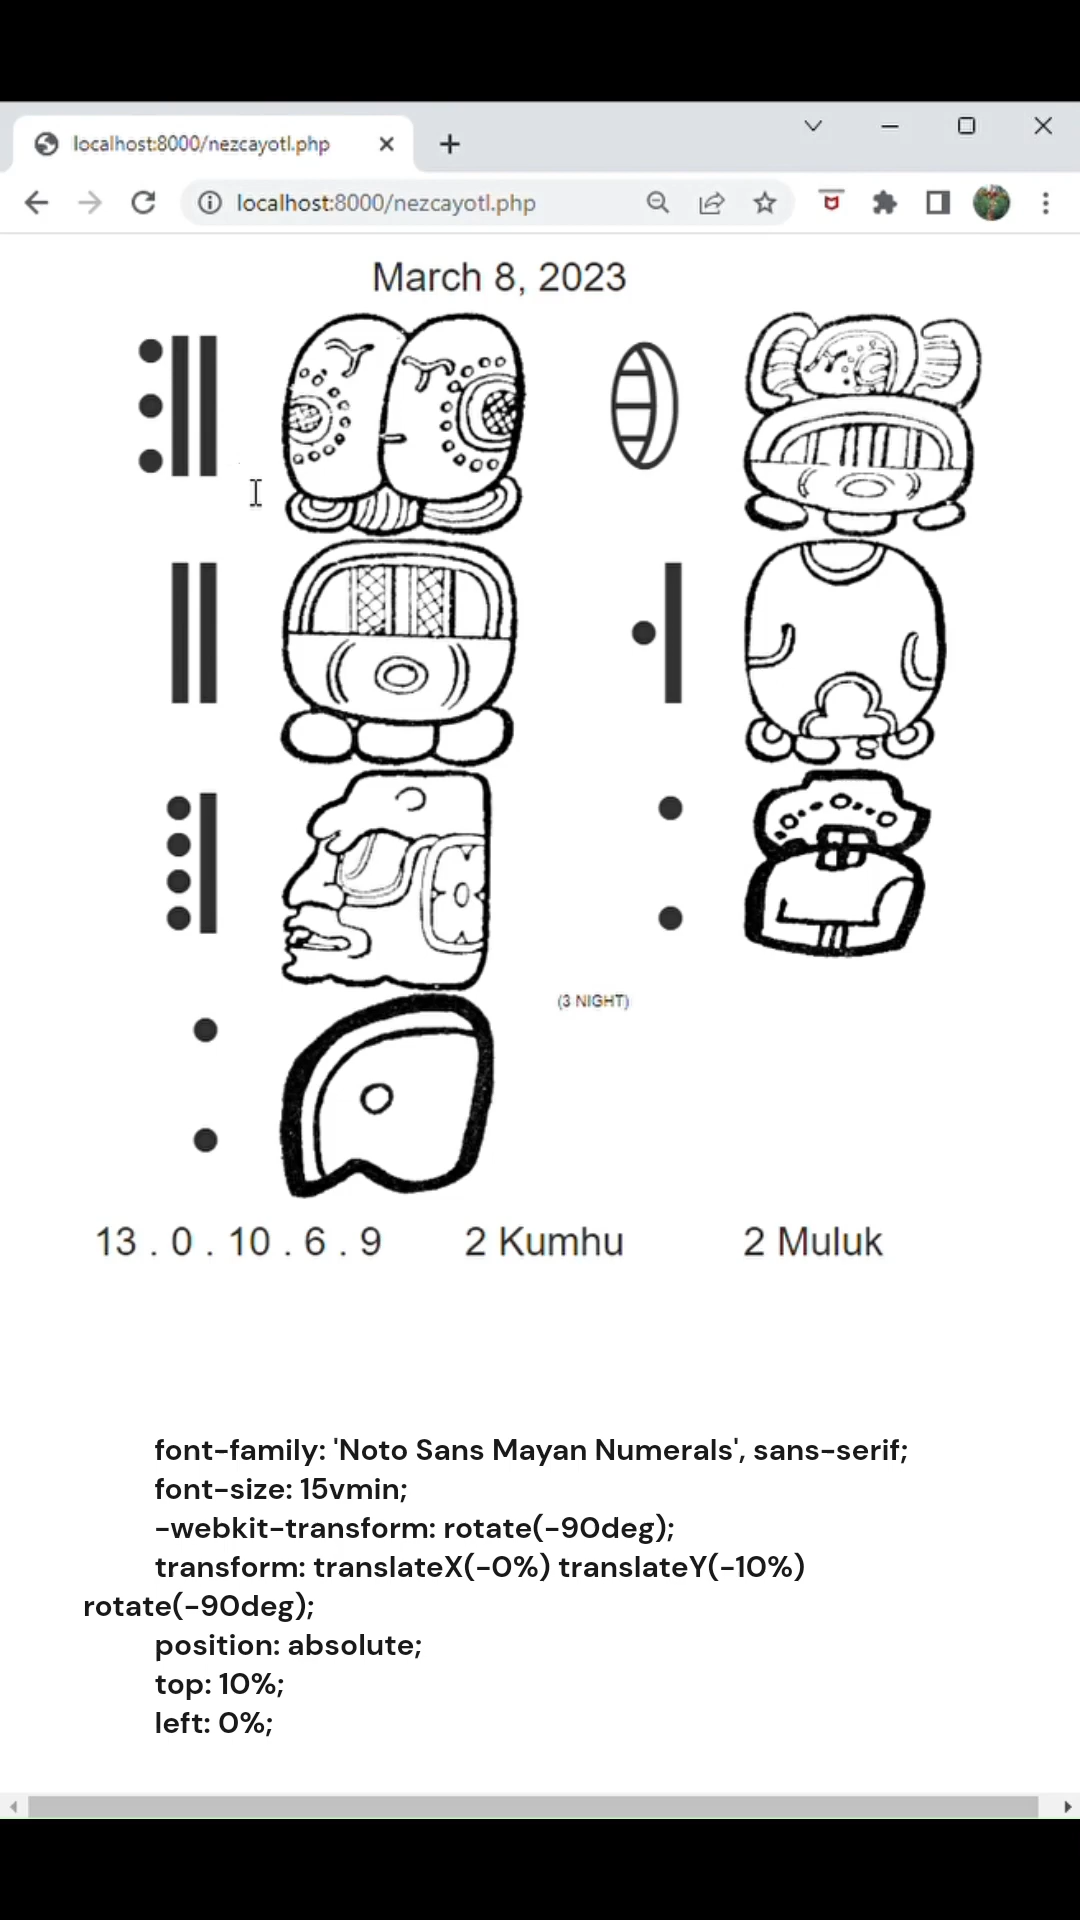 localhost:8000/nezcayotl.php
localhost:8000/nezcayotl.php
March 8, 2023
(3 NIGHT)
13 . 0 . 10 . 6 . 9 2 Kumhu 2 Muluk
font-family: 'Noto Sans Mayan Numerals', sans-serif;
font-size: 15vmin;
-webkit-transform: rotate(-90deg);
transform: translateX(-0%) translateY(-10%)
rotate(-90deg);
position: absolute;
top: 10%;
left: 0%;